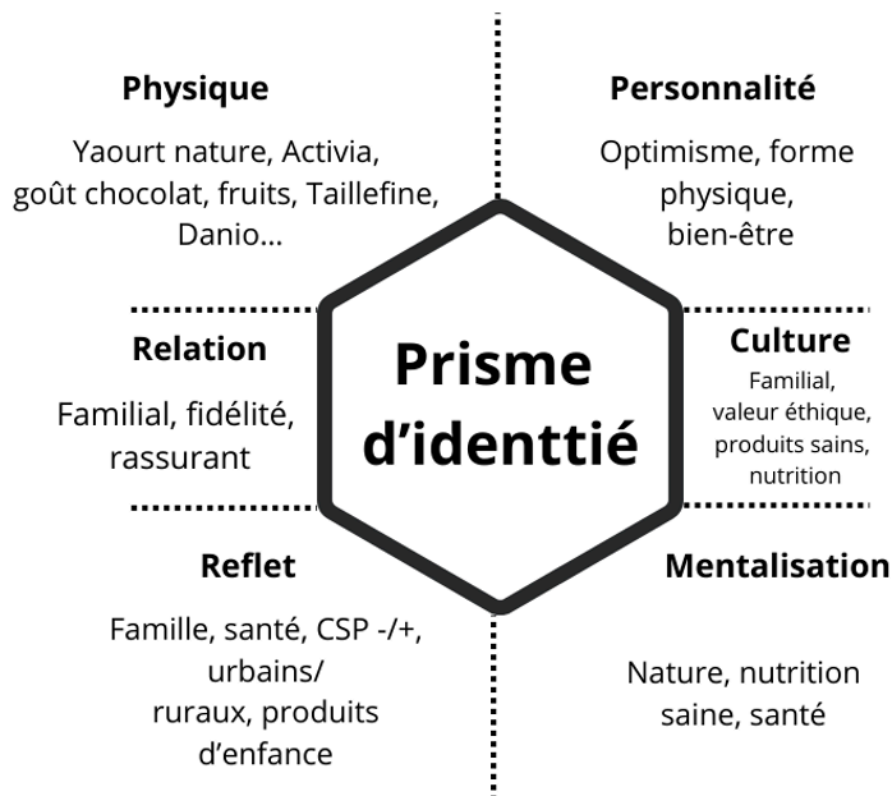 Physique
Yaourt nature, Activia,
goût chocolat, fruits, Taillefine,
Danio...
Personnalité
Optimisme, forme
physique,
bien-être
Relation
Familial, fidélité,
rassurant
Prisme
d’identtié
Culture
Familial,
valeur éthique,
produits sains,
nutrition
Reflet
Famille, santé, CSP -/+,
urbains/
ruraux, produits
d’enfance
Mentalisation
Nature, nutrition
saine, santé